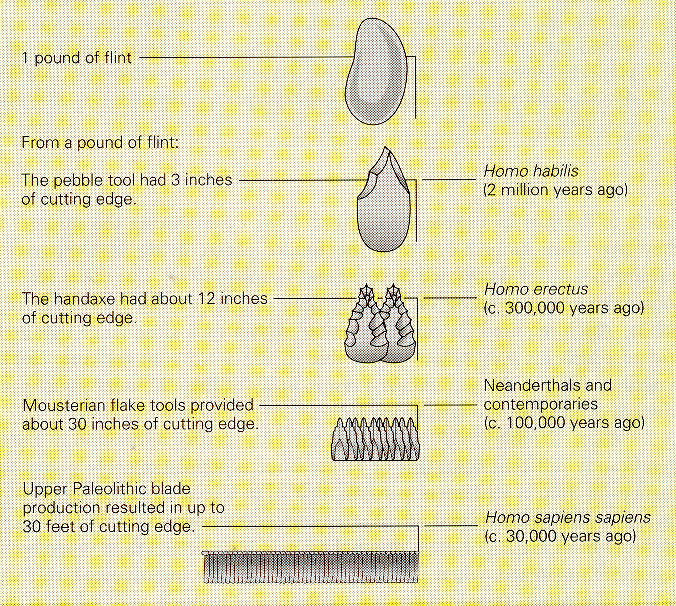 1 pound of flint
From a pound of flint:
The pebble tool had 3 inches
of cutting edge.
Homo habilis
(2 million years ago)
The handaxe had about 12 inches
of cutting edge.
Homo erectus
(c. 300,000 years ago)
Mousterian flake tools provided
about 30 inches of cutting edge.
Neanderthals and
contemporaries
(c. 100,000 years ago)
Upper Paleolithic blade
production resulted in up to
30 feet of cutting edge.
Homo sapiens sapiens
(c. 30,000 years ago)